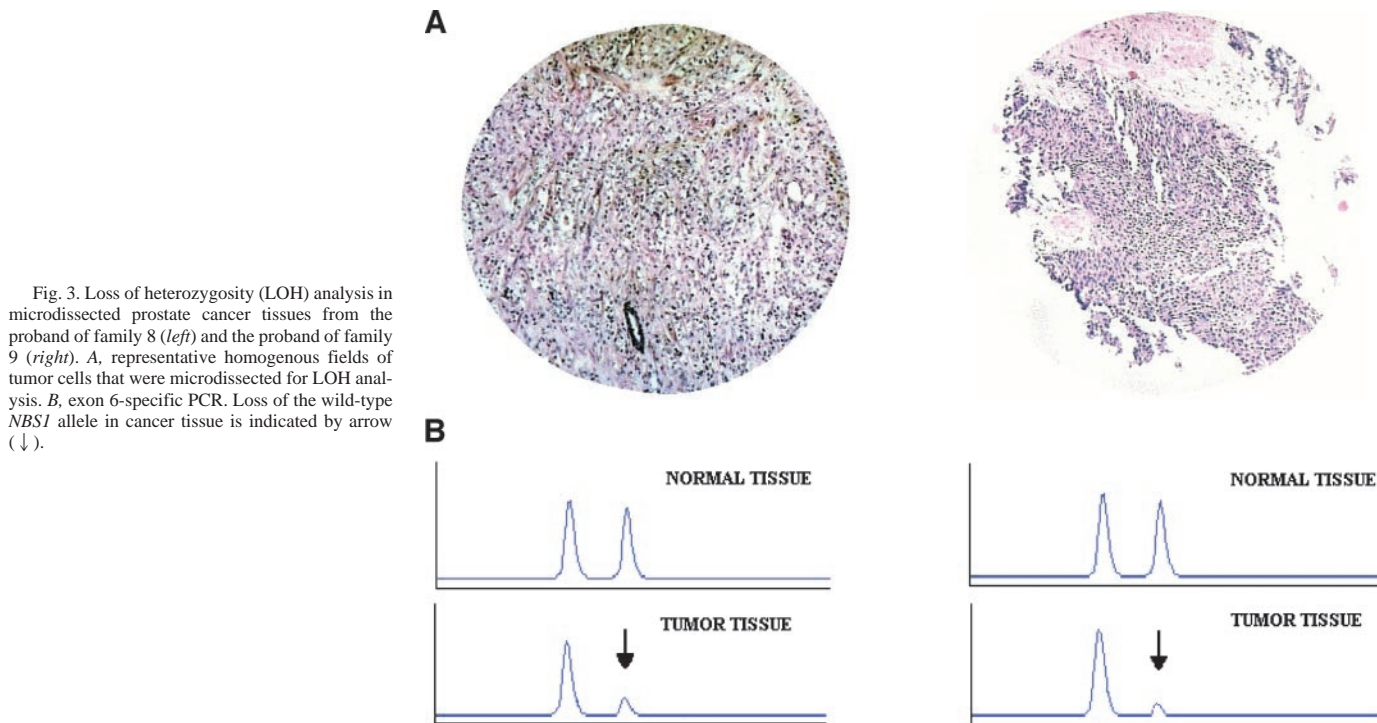 A
Fig. 3. Loss of heterozygosity (LOH) analysis in
microdissected prostate cancer tissues from the
proband of family 8 (left) and the proband of family
9 (right). A, representative homogenous fields of
tumor cells that were microdissected for LOH anal-
ysis. B, exon 6-specific PCR. Loss of the wild-type
NBS1 allele in cancer tissue is indicated by arrow
(↓).
B
NORMAL TISSUE
NORMAL TISSUE
TUMOR TISSUE
TUMOR TISSUE